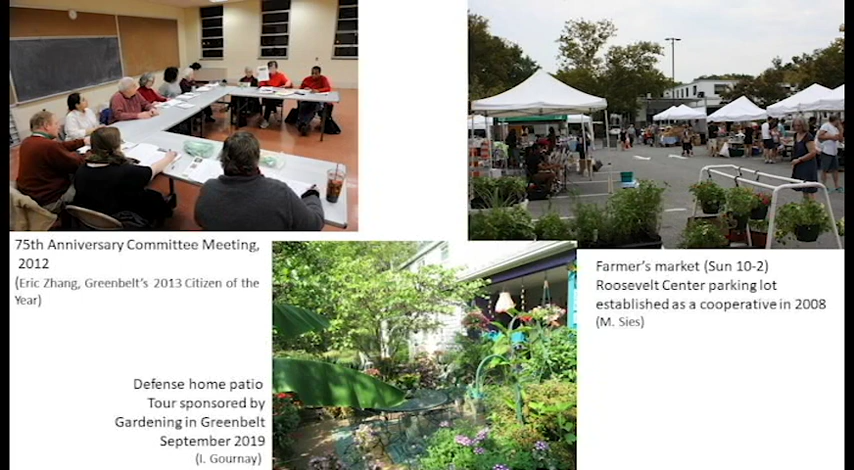 75th Anniversary Committee Meeting,
2012
(Eric Zhang, Greenbelt's 2013 Citizen of the
Year)
Farmer's market (Sun 10-2)
Roosevelt Center parking lot
established as a cooperative in 2008
(M. Sies)
Defense home patio
Tour sponsored by
Gardening in Greenbelt
September 2019
(I. Gournay)